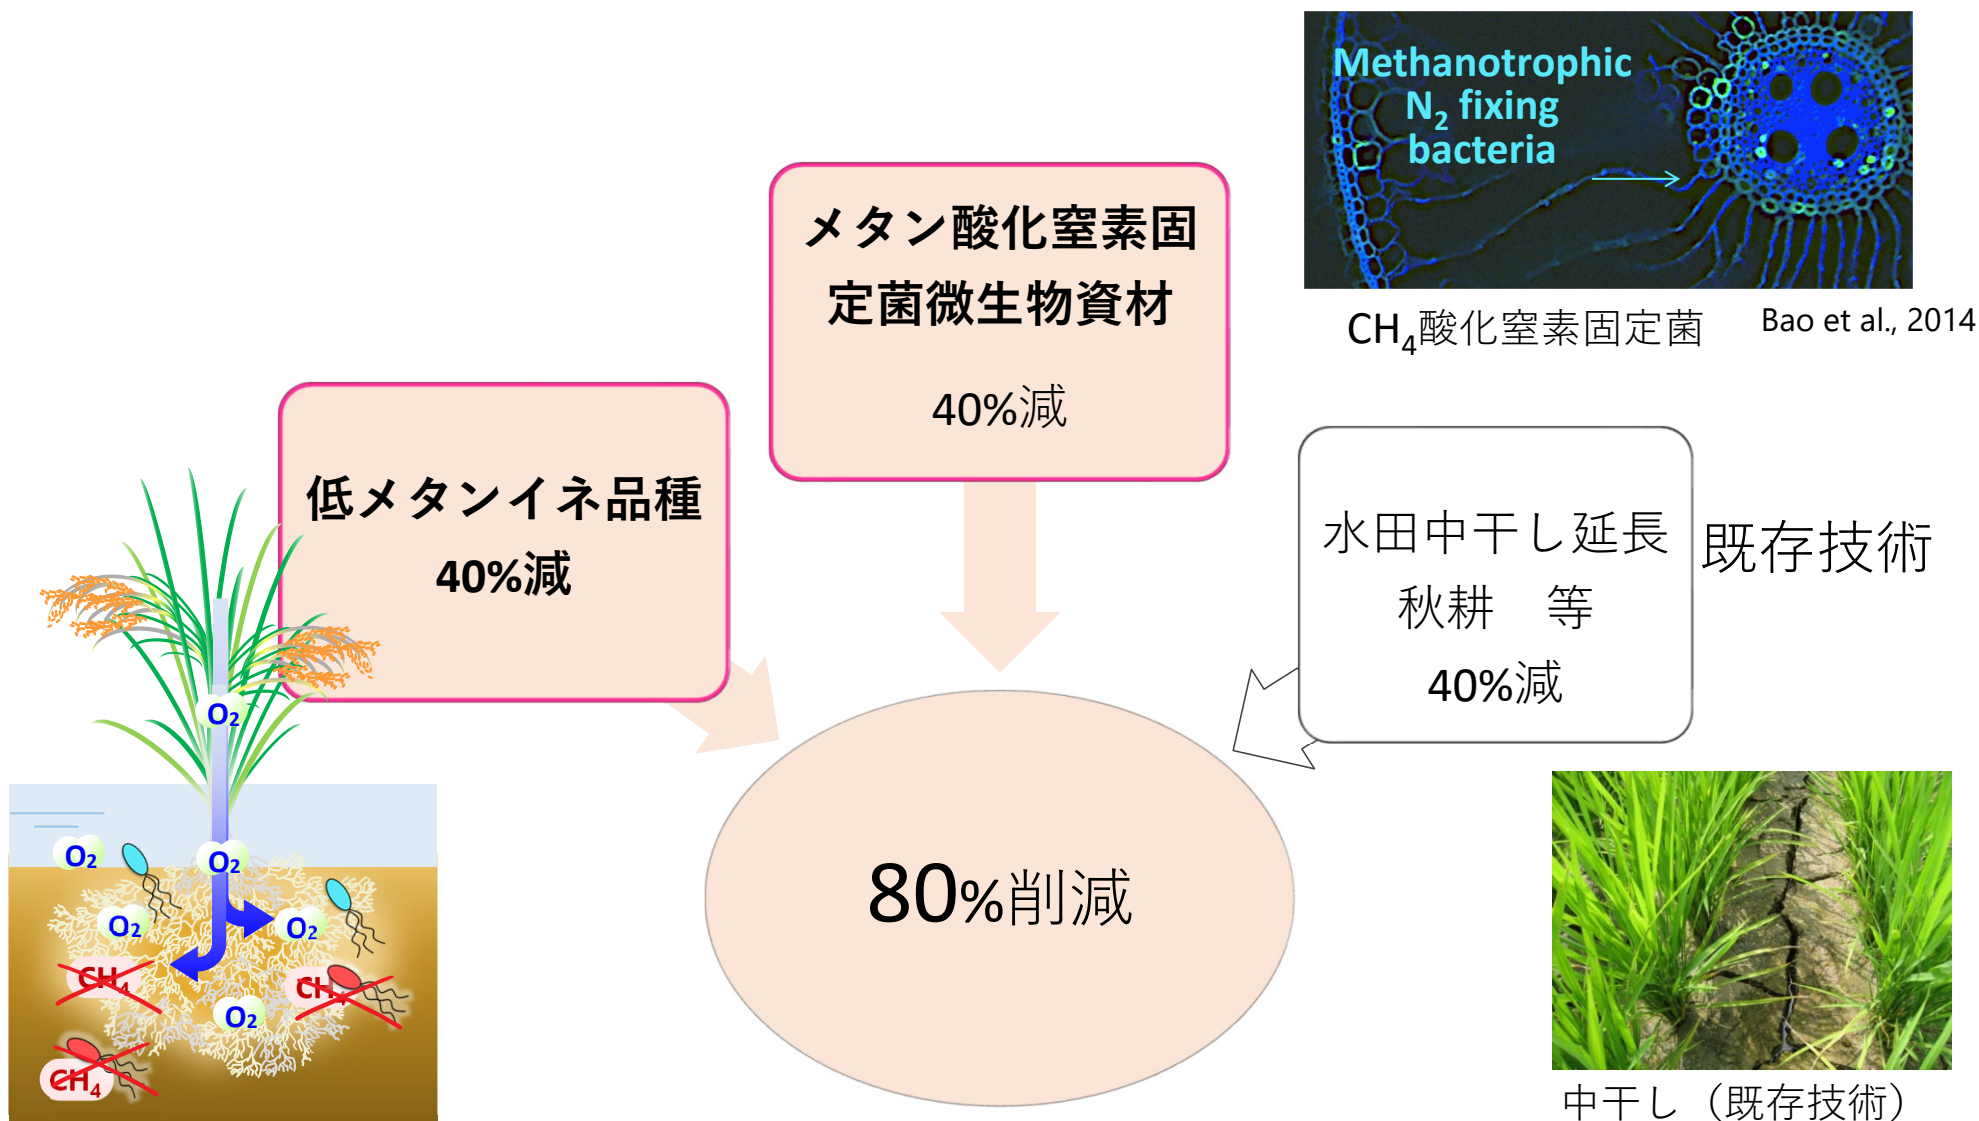 Methanotrophic
N₂ fixing
bacteria
CH₄酸化窒素固定菌
Bao et al., 2014
メタン酸化窒素固
定菌微生物資材
40%減
低メタンイネ品種
40%減
水田中干し延長
秋耕　等
40%減
既存技術
80%削減
O₂
O₂
O₂
O₂
O₂
CH₄
CH₄
O₂
CH₄
中干し（既存技術）